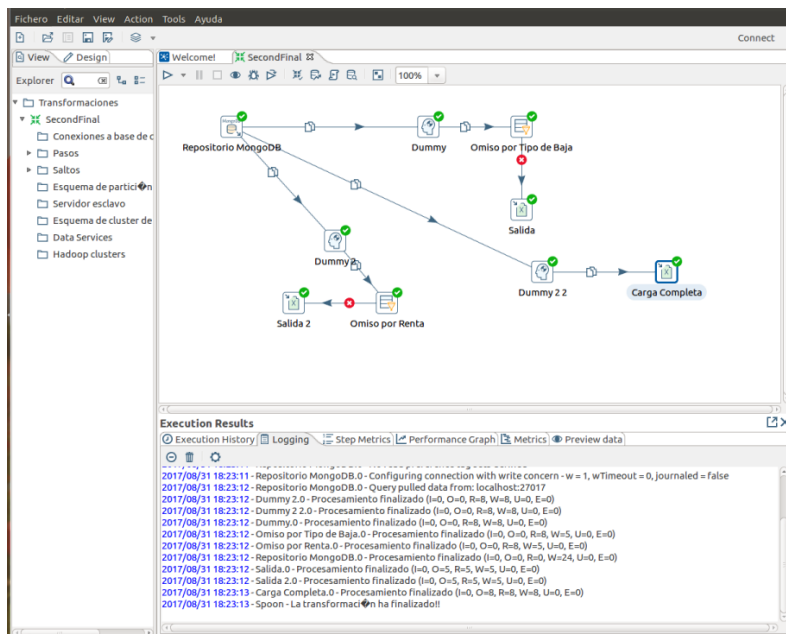 Fichero Editar View Action Tools Ayuda
Connect
View Design
Welcome! SecondFinal
Explorer
100%
Transformaciones
SecondFinal
Conexiones a base de c
Pasos
Saltos
Esquema de partici�n
Servidor esclavo
Esquema de cluster de
Data Services
Hadoop clusters
Repositorio MongoDB
Dummy
Omiso por Tipo de Baja
Salida
Dummy 2
Dummy 2 2
Carga Completa
Salida 2
Omiso por Renta
Execution Results
Execution History Logging Step Metrics Performance Graph Metrics Preview data
2017/08/31 18:23:11 - Repositorio MongoDB.0 - Configuring connection with write concern - w = 1, wTimeout = 0, journaled = false
2017/08/31 18:23:12 - Repositorio MongoDB.0 - Query pulled data from: localhost:27017
2017/08/31 18:23:12 - Dummy 2.0 - Procesamiento finalizado (I=0, O=0, R=8, W=8, U=0, E=0)
2017/08/31 18:23:12 - Dummy 2 2.0 - Procesamiento finalizado (I=0, O=0, R=8, W=8, U=0, E=0)
2017/08/31 18:23:12 - Dummy.0 - Procesamiento finalizado (I=0, O=0, R=8, W=8, U=0, E=0)
2017/08/31 18:23:12 - Omiso por Tipo de Baja.0 - Procesamiento finalizado (I=0, O=0, R=8, W=5, U=0, E=0)
2017/08/31 18:23:12 - Omiso por Renta.0 - Procesamiento finalizado (I=0, O=0, R=8, W=5, U=0, E=0)
2017/08/31 18:23:12 - Repositorio MongoDB.0 - Procesamiento finalizado (I=0, O=0, R=0, W=24, U=0, E=0)
2017/08/31 18:23:12 - Salida.0 - Procesamiento finalizado (I=0, O=5, R=5, W=5, U=0, E=0)
2017/08/31 18:23:12 - Salida 2.0 - Procesamiento finalizado (I=0, O=5, R=5, W=5, U=0, E=0)
2017/08/31 18:23:13 - Carga Completa.0 - Procesamiento finalizado (I=0, O=8, R=8, W=8, U=0, E=0)
2017/08/31 18:23:13 - Spoon - La transformaci�n ha finalizado!!